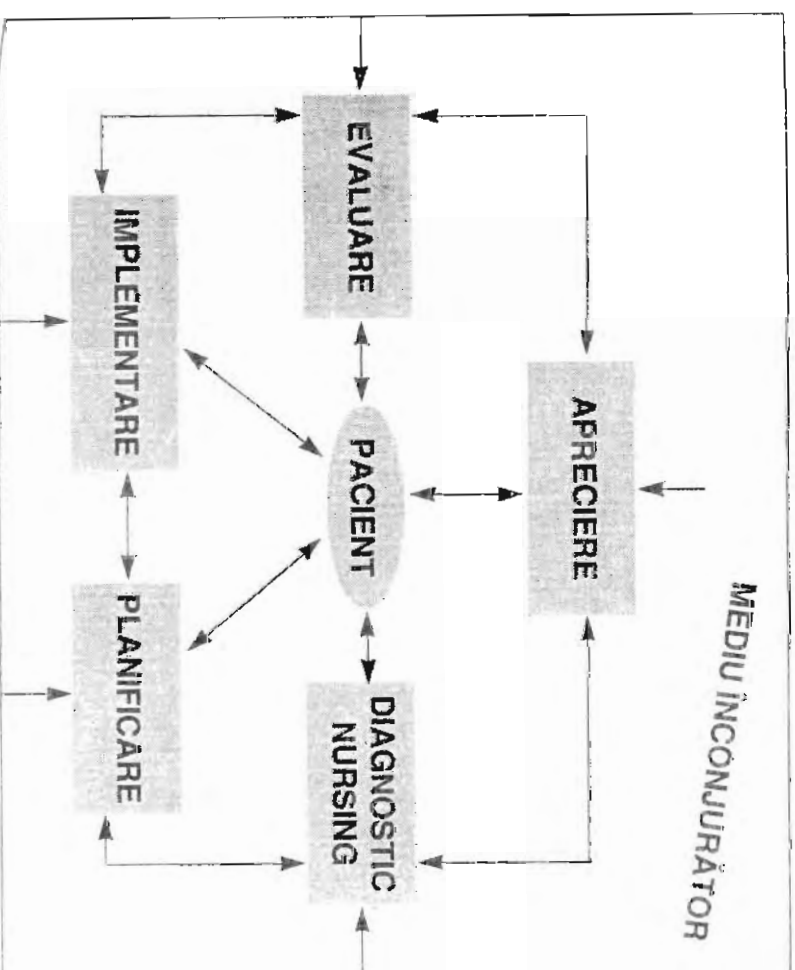 MEDIU ÎNCONJURĂTOR
APRECIERE
EVALUARE
PACIENT
DIAGNOSTIC
NURSING
IMPLEMENTARE
PLANIFICARE